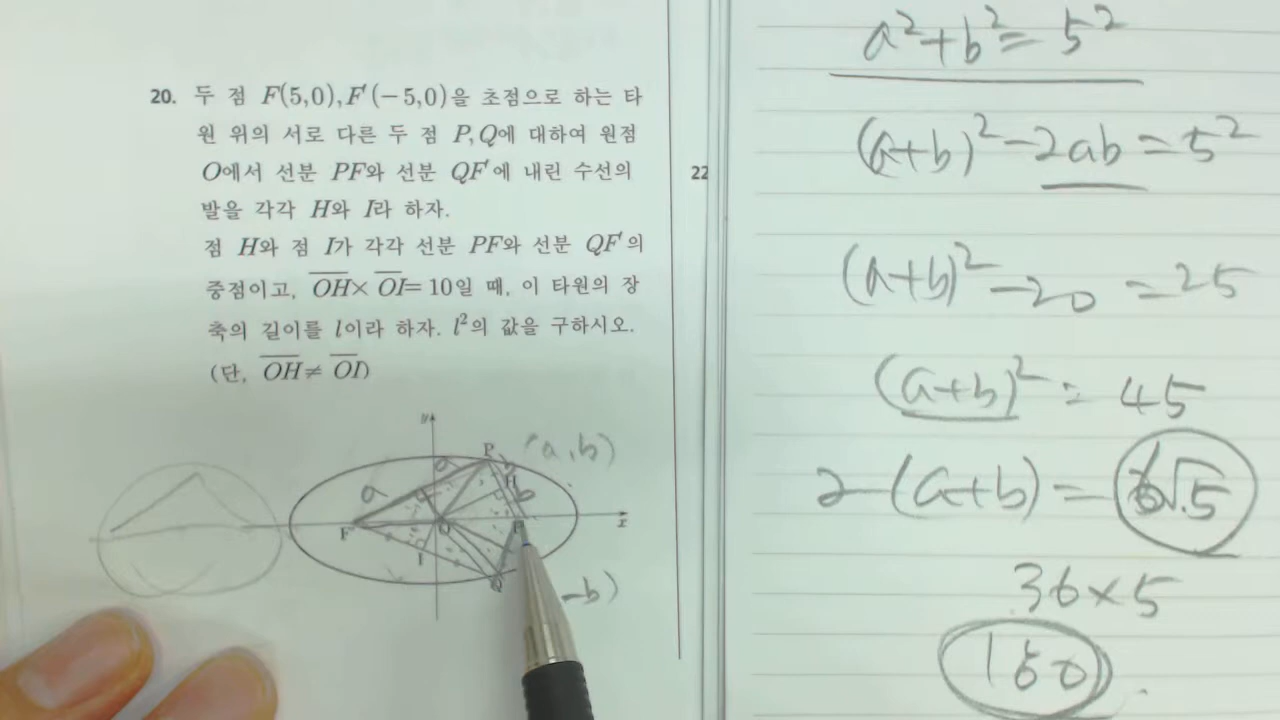 20. 두 점 F(5,0), F′(−5,0)을 초점으로 하는 타
원 위의 서로 다른 두 점 P, Q에 대하여 원점
O에서 선분 PF와 선분 QF′에 내린 수선의
발을 각각 H와 I라 하자.
점 H와 점 I가 각각 선분 PF와 선분 QF′의
중점이고, OH× OI= 10일 때, 이 타원의 장
축의 길이를 l이라 하자. l²의 값을 구하시오.
(단, OH≠ OI)
y
P
(a, b)
a
b
H
b
F′
O
x
I
Q
-b)
22
a²+b²=5²
(a+b)²-2ab=5²
(a+b)²-20=25
(a+b)²=45
2(a+b)=6√5
36×5
180